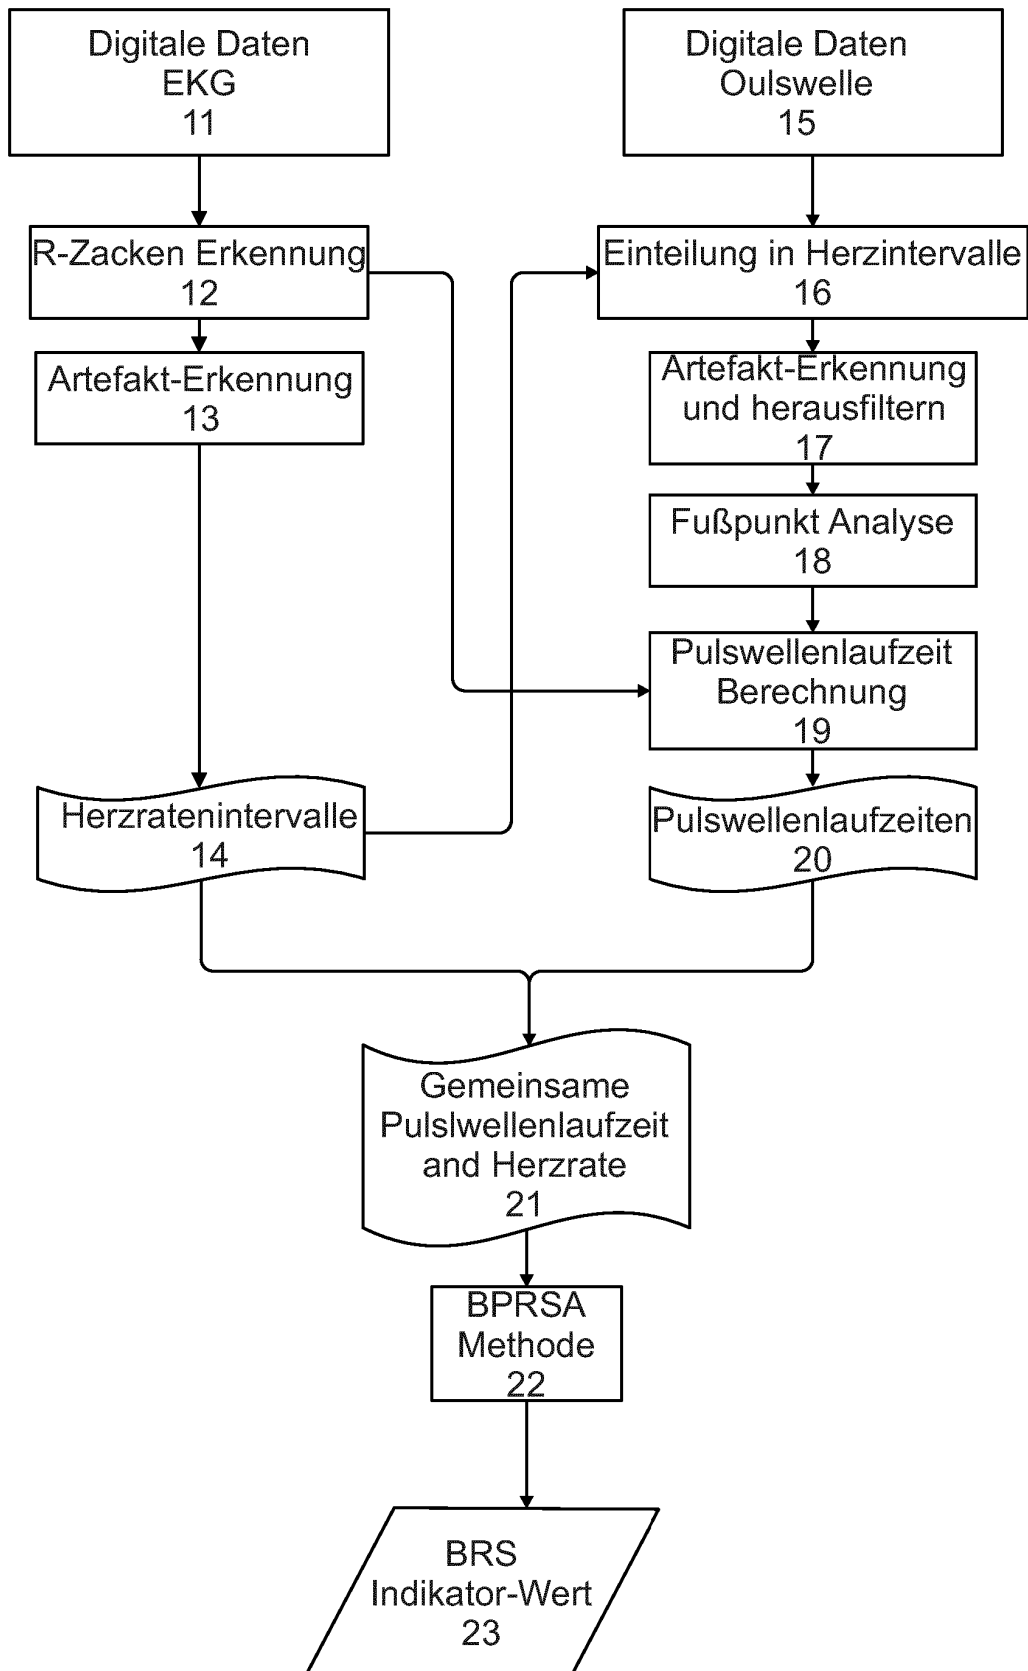 Digitale Daten
EKG
11
Digitale Daten
Oulswelle
15
R-Zacken Erkennung
12
Einteilung in Herzintervalle
16
Artefakt-Erkennung
13
Artefakt-Erkennung
und herausfiltern
17
Fußpunkt Analyse
18
Pulswellenlaufzeit
Berechnung
19
Herzratenintervalle
14
Pulswellenlaufzeiten
20
Gemeinsame
Pulslwellenlaufzeit
and Herzrate
21
BPRSA
Methode
22
BRS
Indikator-Wert
23